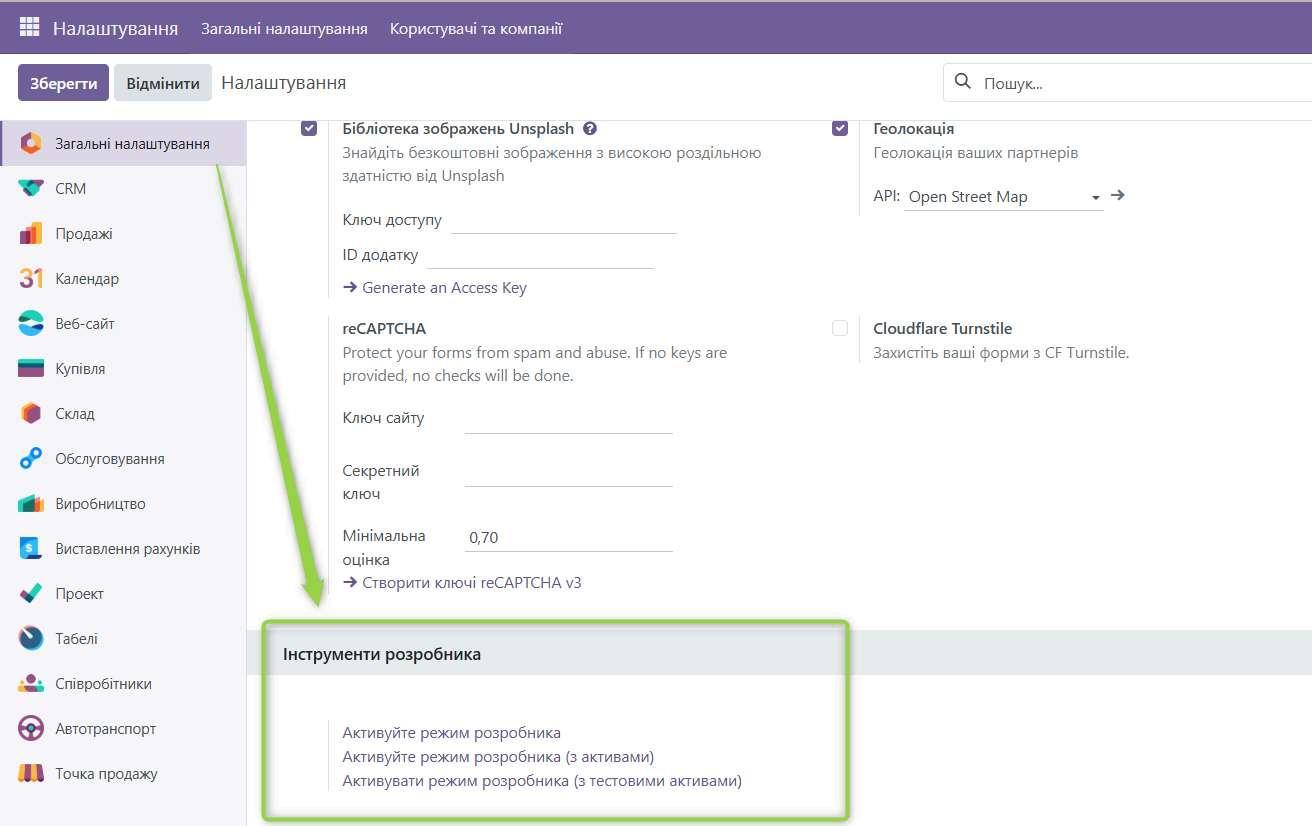 Налаштування Загальні налаштування Користувачі та компанії
Зберегти Відмінити Налаштування Пошук...
Загальні налаштування
CRM
Продажі
31 Календар
Веб-сайт
Купівля
Склад
Обслуговування
Виробництво
Виставлення рахунків
Проект
Табелі
Співробітники
Автотранспорт
Точка продажу
Бібліотека зображень Unsplash ?
Знайдіть безкоштовні зображення з високою роздільною
здатністю від Unsplash
Ключ доступу
ID додатку
→ Generate an Access Key
Геолокація
Геолокація ваших партнерів
API: Open Street Map →
reCAPTCHA
Protect your forms from spam and abuse. If no keys are
provided, no checks will be done.
Ключ сайту
Секретний
ключ
Мінімальна
оцінка
0,70
→ Створити ключі reCAPTCHA v3
Cloudflare Turnstile
Захистіть ваші форми з CF Turnstile.
Інструменти розробника
Активуйте режим розробника
Активуйте режим розробника (з активами)
Активувати режим розробника (з тестовими активами)